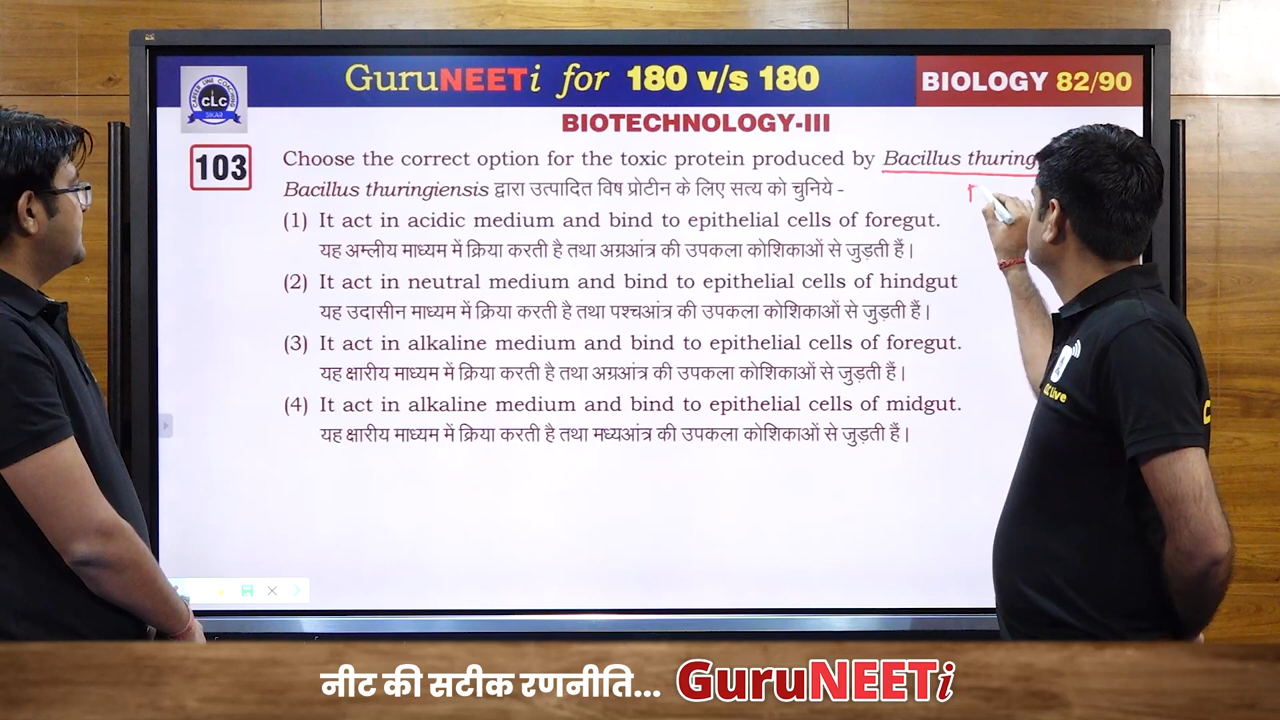 GuruNEETi for 180 v/s 180
BIOLOGY 82/90
CAREER LINE COACHING
CLC
SIKAR
BIOTECHNOLOGY-III
103
Choose the correct option for the toxic protein produced by Bacillus thuring
Bacillus thuringiensis द्वारा उत्पादित विष प्रोटीन के लिए सत्य को चुनिये -
(1) It act in acidic medium and bind to epithelial cells of foregut.
यह अम्लीय माध्यम में क्रिया करती है तथा अग्रआंत्र की उपकला कोशिकाओं से जुड़ती हैं।
(2) It act in neutral medium and bind to epithelial cells of hindgut
यह उदासीन माध्यम में क्रिया करती है तथा पश्चआंत्र की उपकला कोशिकाओं से जुड़ती हैं।
(3) It act in alkaline medium and bind to epithelial cells of foregut.
यह क्षारीय माध्यम में क्रिया करती है तथा अग्रआंत्र की उपकला कोशिकाओं से जुड़ती हैं।
(4) It act in alkaline medium and bind to epithelial cells of midgut.
यह क्षारीय माध्यम में क्रिया करती है तथा मध्यआंत्र की उपकला कोशिकाओं से जुड़ती हैं।
Live
नीट की सटीक रणनीति... GuruNEETi